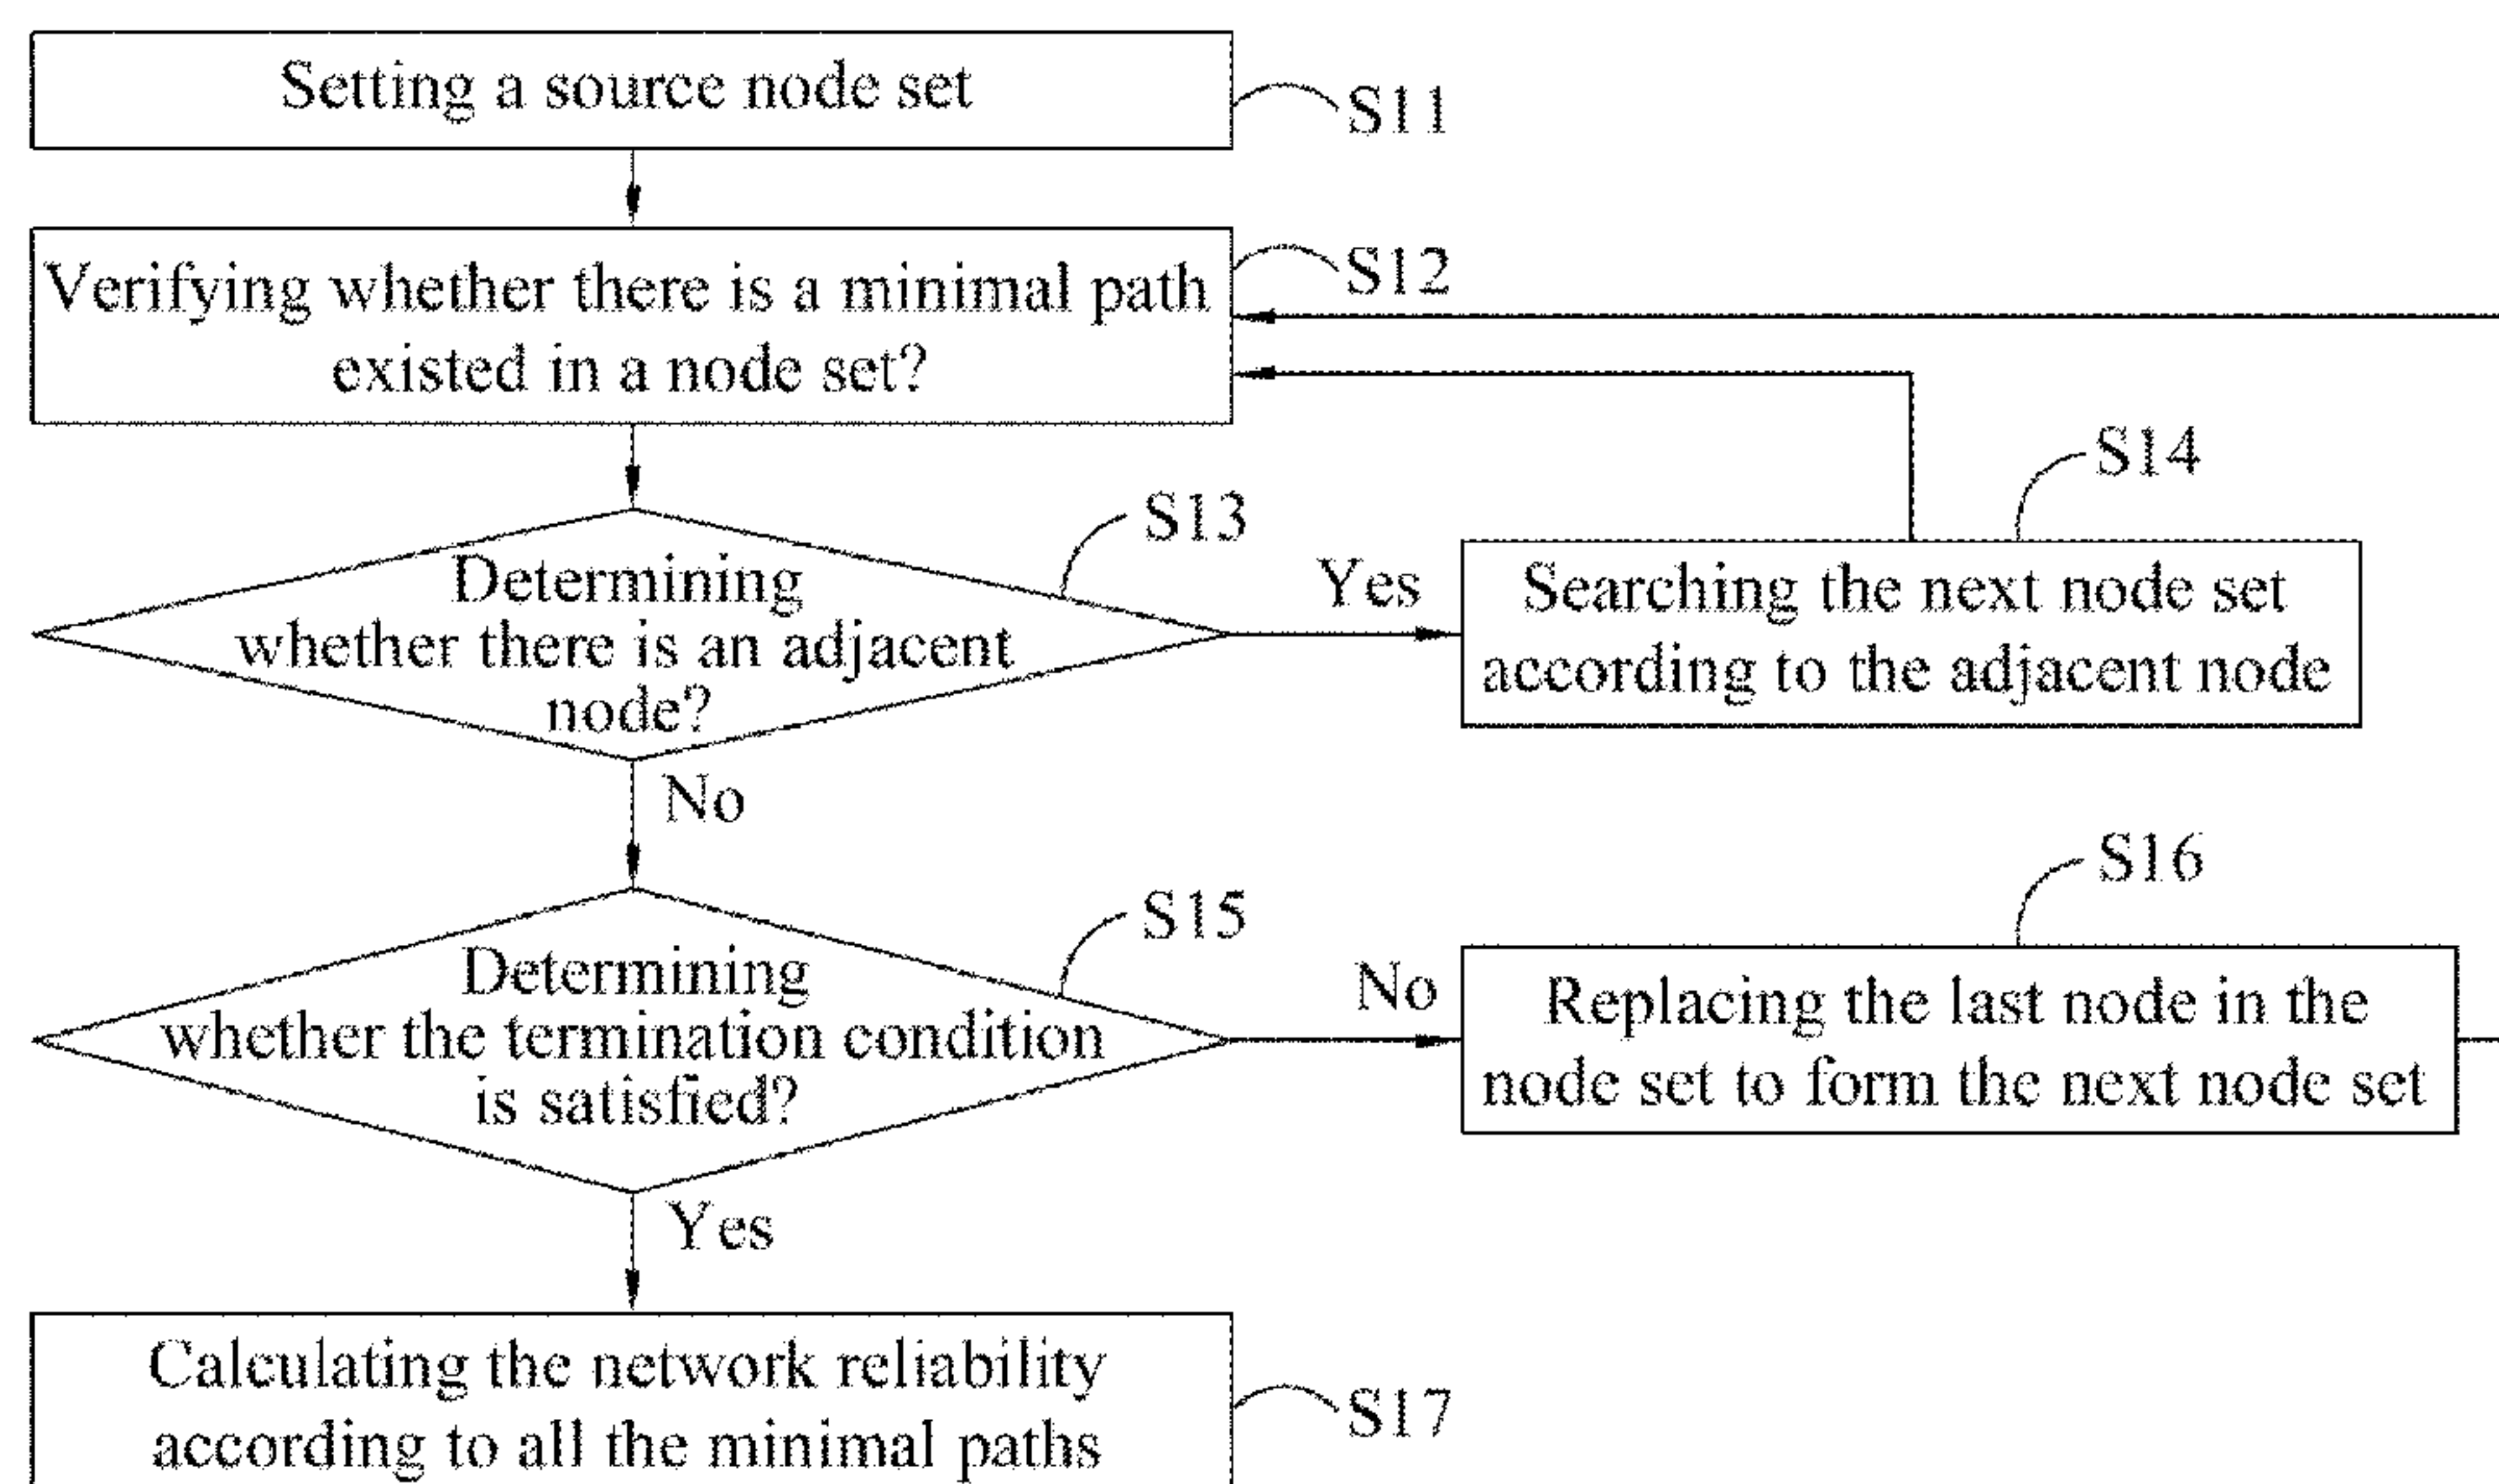 Setting a source node set
S11
Verifying whether there is a minimal path
existed in a node set?
S12
Determining
whether there is an adjacent
node?
S13
Yes
Searching the next node set
according to the adjacent node
S14
No
Determining
whether the termination condition
is satisfied?
S15
No
Replacing the last node in the
node set to form the next node set
S16
Yes
Calculating the network reliability
according to all the minimal paths
S17